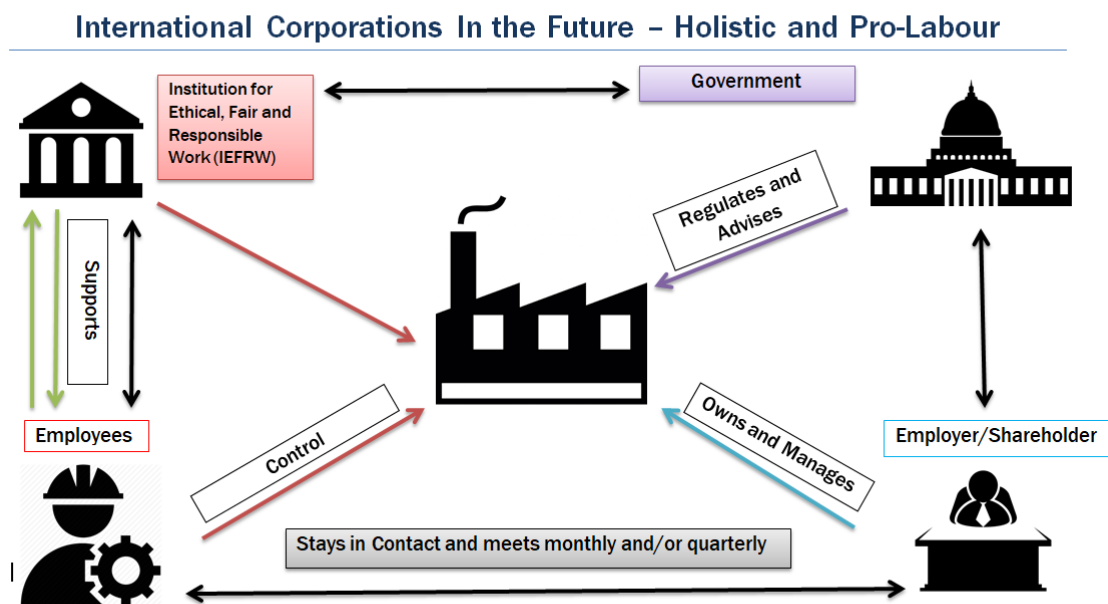 International Corporations In the Future – Holistic and Pro-Labour
Institution for
Ethical, Fair and
Responsible
Work (IEFRW)
Government
Regulates and
Advises
Supports
Employees
Control
Owns and Manages
Employer/Shareholder
Stays in Contact and meets monthly and/or quarterly